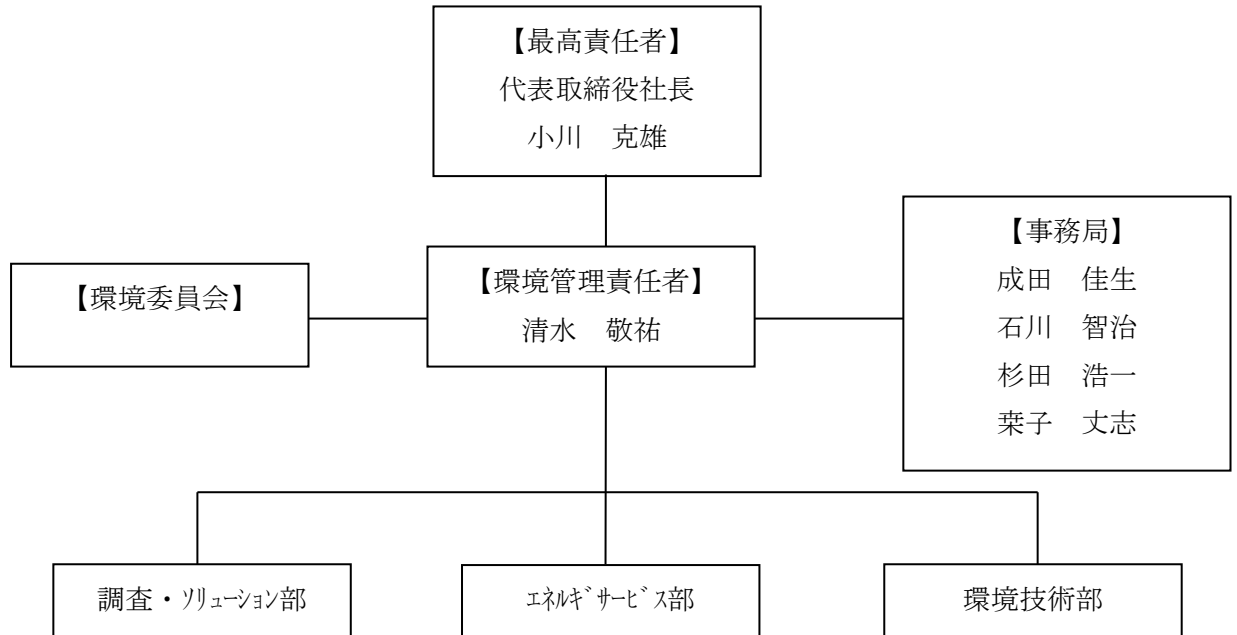 【最高責任者】
代表取締役社長
小川　克雄
【環境委員会】
【環境管理責任者】
清水　敬祐
【事務局】
成田　佳生
石川　智治
杉田　浩一
桒子　丈志
調査・ｿﾘｭｰｼｮﾝ部
ｴﾈﾙｷﾞｻｰﾋﾞｽ部
環境技術部